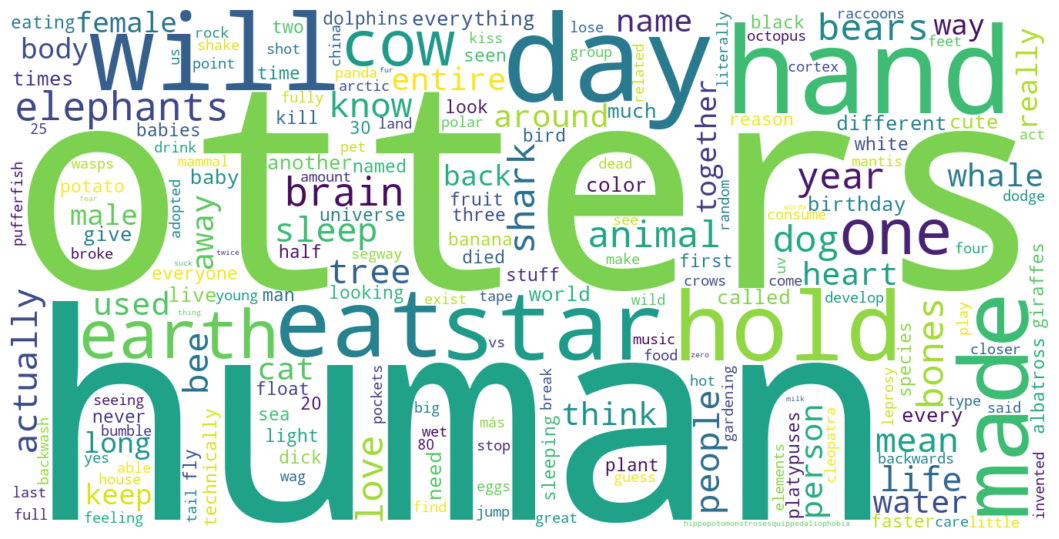 eating female rock dolphins everything
us two shot kiss lose
body shake point will china cow seen day group name octopus black raccoons bears way
times time panda fur arctic entire related literally hand cortex feet really
elephants fully kill know look around much reason different cute act
25 babies drink 30 land polar bird together white mantis
otters
wasps mammal another pet named back dead color see random year whale
pufferfish potato fear baby amount brain fruit shark consume birthday dodge
male adopted away universe three animal words one
give sleep half banana make dog uv four
broke suck twice segway died first heart
everyone tree stuff crows come
used live young man looking exist tape world wild called develop
actually thing earth eat vs star music hold zero bones play made albatross giraffes
bee cat food species closer
human
float pockets break hot gardening leprosy type said
seeing sea 20 big wet más think people every invented
never bumble long light love 80 stop sleeping plant milk elements platypuses person cleopatra mean
backwash yes technically dick need guess backwards
able tail fly wag eggs life
last house keep find jump water
full feeling great hippopotomonstrosesquippedaliophobia faster care little